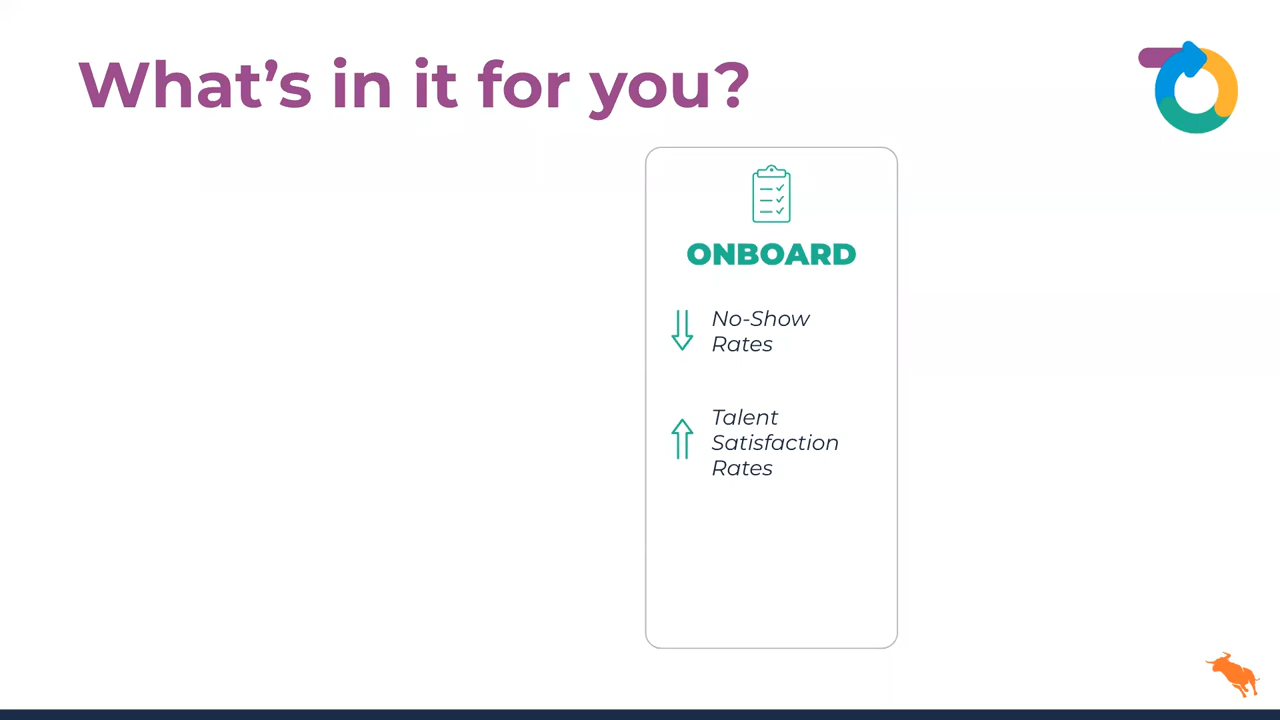 What’s in it for you?
ONBOARD
No-Show
Rates
Talent
Satisfaction
Rates